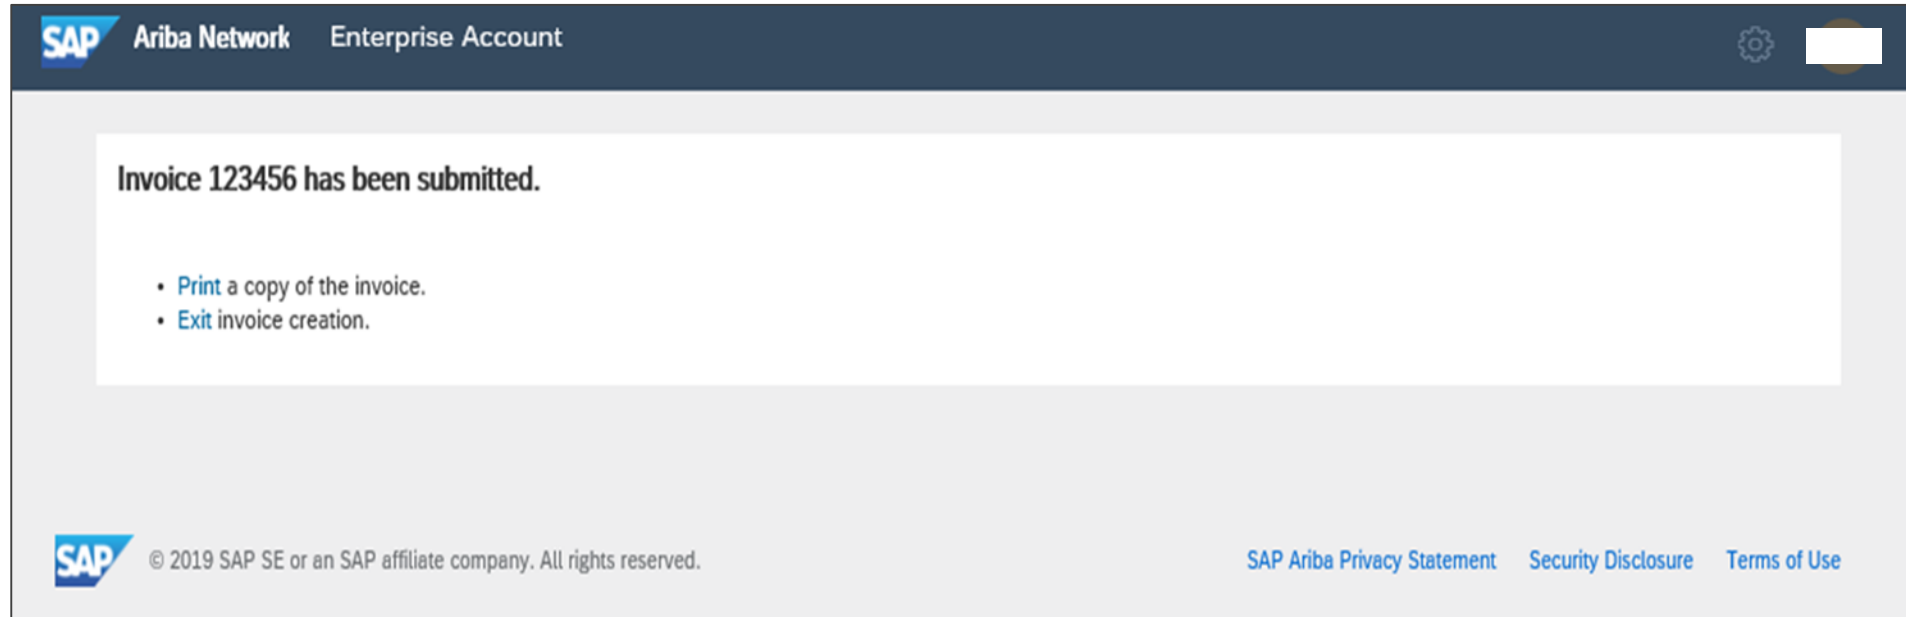 SAP Ariba Network Enterprise Account
Invoice 123456 has been submitted.
• Print a copy of the invoice.
• Exit invoice creation.
SAP © 2019 SAP SE or an SAP affiliate company. All rights reserved. SAP Ariba Privacy Statement Security Disclosure Terms of Use